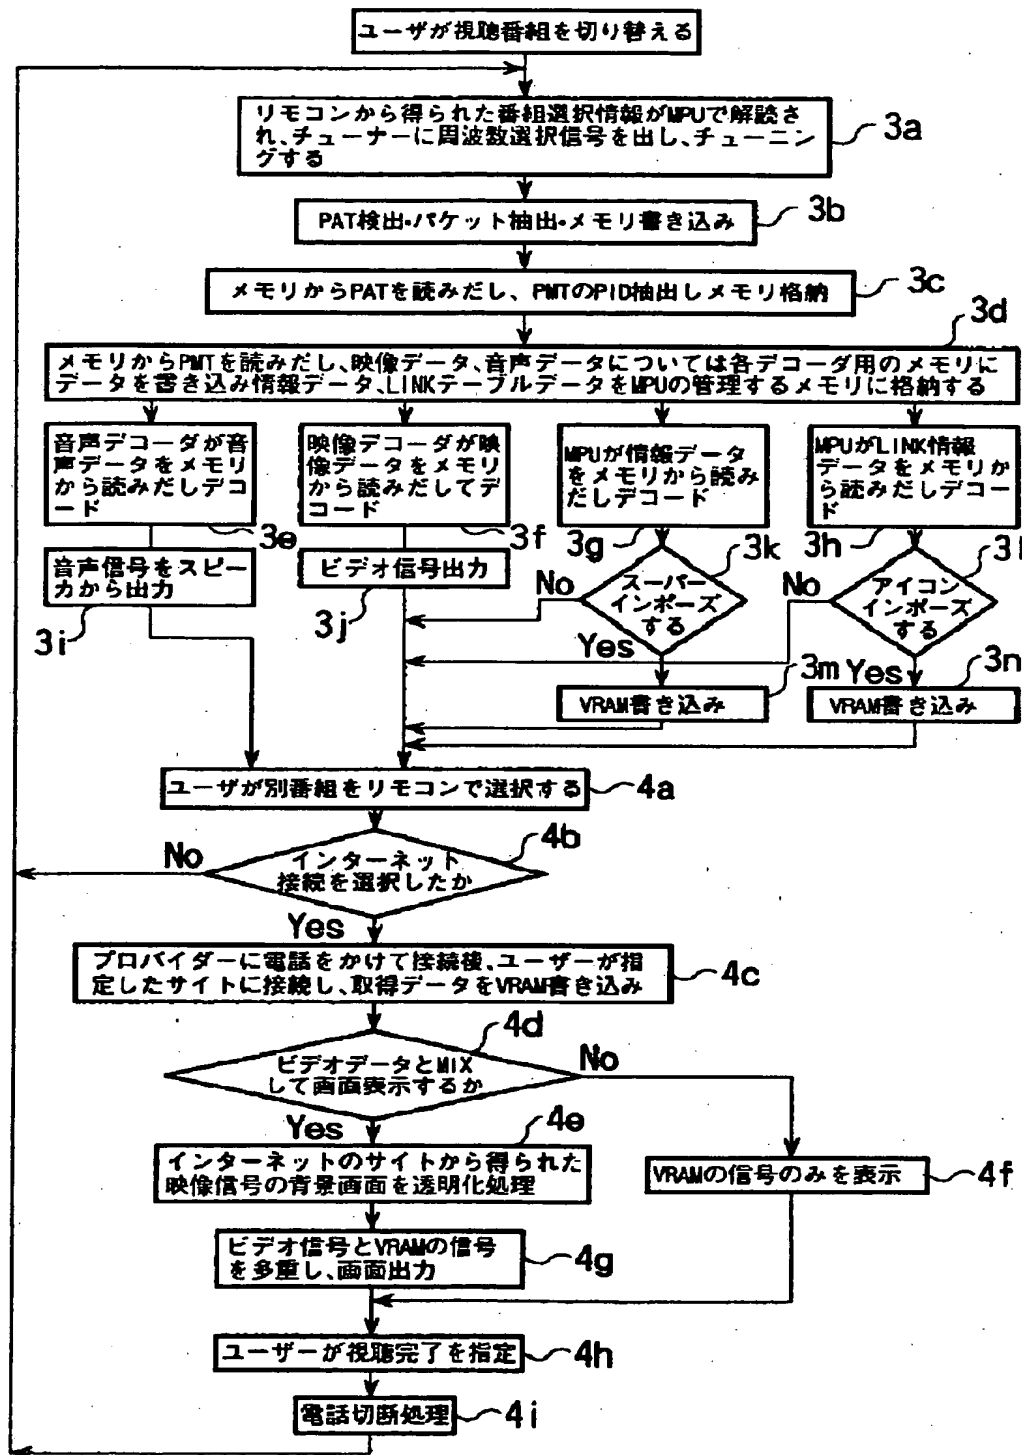 ユーザが視聴番組を切り替える
リモコンから得られた番組選択情報がMPUで解読さ
れ、チューナーに周波数選択信号を出し、チューニン
グする
3a
PAT検出・パケット抽出・メモリ書き込み
3b
メモリからPATを読みだし、PMTのPID抽出しメモリ格納
3c
3d
メモリからPMTを読みだし、映像データ、音声データについては各デコーダ用のメモリに
データを書き込み情報データ、LINKテーブルデータをMPUの管理するメモリに格納する
音声デコーダが音
声データをメモリ
から読みだしデコ
ード
3e
映像デコーダが映
像データをメモリ
から読みだしてデ
コード
3f
MPUが情報データ
をメモリから読み
だしデコード
3g
MPUがLINK情報
データをメモリか
ら読みだしデコー
ド
3h
音声信号をスピー
カから出力
3i
ビデオ信号出力
3j
スーパー
インポーズ
する
3k
No
Yes
アイコン
インポーズ
する
3l
No
Yes
VRAM書き込み
3m
VRAM書き込み
3n
ユーザが別番組をリモコンで選択する
4a
インターネット
接続を選択したか
4b
No
Yes
プロバイダーに電話をかけて接続後、ユーザーが指
定したサイトに接続し、取得データをVRAM書き込み
4c
ビデオデータとMIX
して画面表示するか
4d
No
Yes
インターネットのサイトから得られた
映像信号の背景画面を透明化処理
4e
VRAMの信号のみを表示
4f
ビデオ信号とVRAMの信号
を多重し、画面出力
4g
ユーザーが視聴完了を指定
4h
電話切断処理
4i